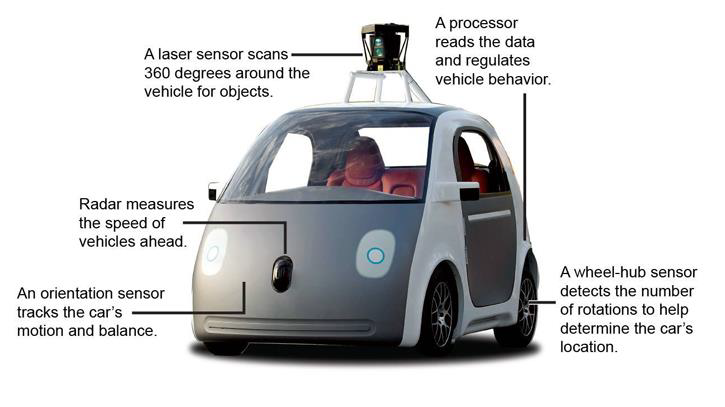 A laser sensor scans
360 degrees around the
vehicle for objects.
A processor
reads the data
and regulates
vehicle behavior.
Radar measures
the speed of
vehicles ahead.
An orientation sensor
tracks the car's
motion and balance.
A wheel-hub sensor
detects the number
of rotations to help
determine the car's
location.